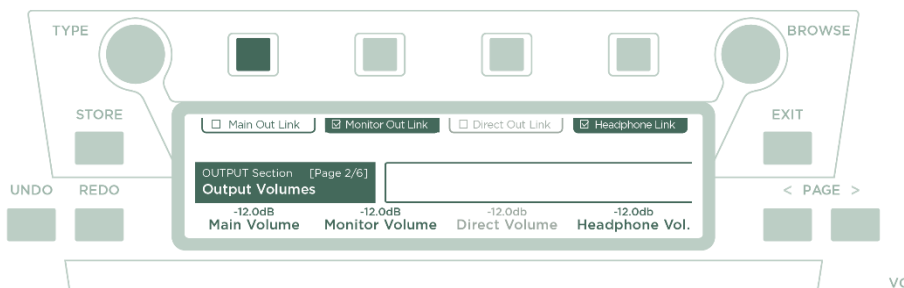 TYPE
BROWSE
STORE
EXIT
☐ Main Out Link ☑ Monitor Out Link ☐ Direct Out Link ☑ Headphone Link
OUTPUT Section [Page 2/6]
Output Volumes
UNDO REDO
< PAGE >
-12.0dB -12.0dB -12.0db -12.0db
Main Volume Monitor Volume Direct Volume Headphone Vol.